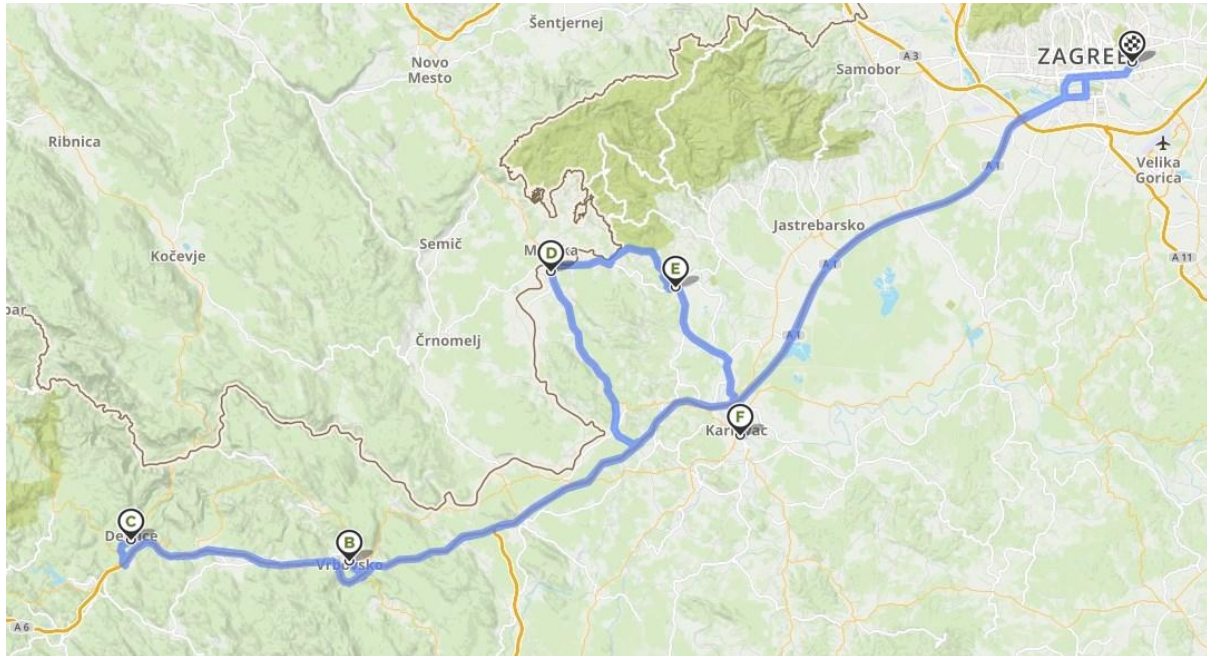 Šentjernej
Novo
Mesto
A 3
Samobor
ZAGREB
Ribnica
Velika
Gorica
A 1
Jastrebarsko
Semič
D
Kočevje
E
A 1
A 11
Črnomelj
A 1
F
Karlovac
C
B
Vrbovsko
A 6